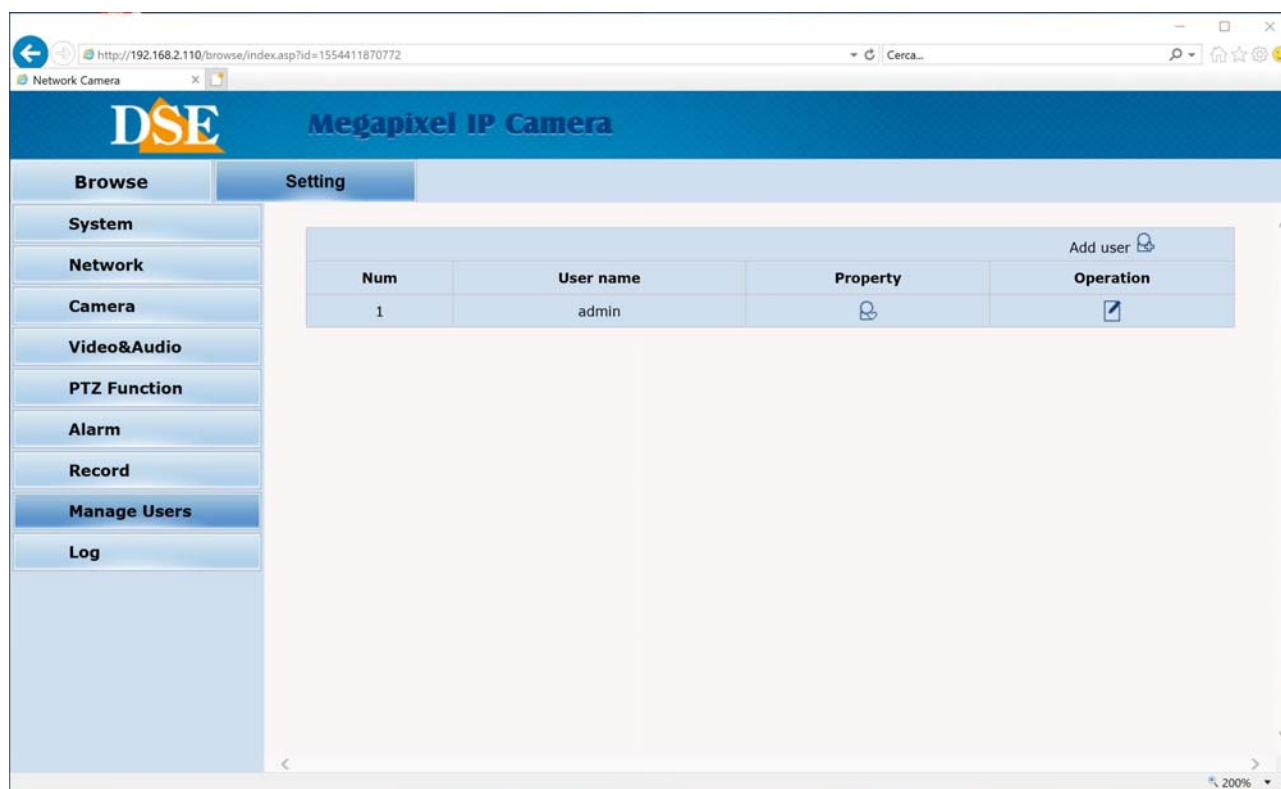 http://192.168.2.110/browse/index.asp?id=1554411870772
Cerca...
Network Camera
DSE
Megapixel IP Camera
Browse
Setting
System
Network
Camera
Video&Audio
PTZ Function
Alarm
Record
Manage Users
Log
Add user
Num User name Property Operation
1 admin
200%